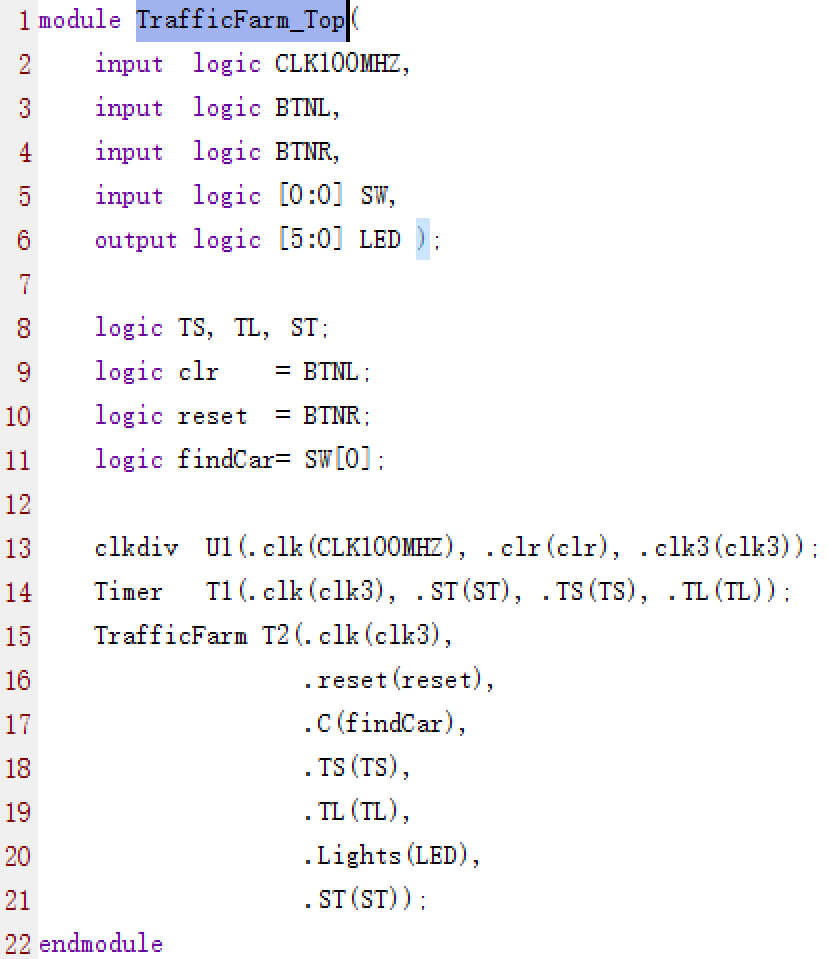 1 module TrafficFarm_Top(
2     input  logic CLK100MHZ,
3     input  logic BTNL,
4     input  logic BTNR,
5     input  logic [0:0] SW,
6     output logic [5:0] LED );
7
8     logic TS, TL, ST;
9     logic clr    = BTNL;
10     logic reset  = BTNR;
11     logic findCar= SW[0];
12
13     clkdiv  U1(.clk(CLK100MHZ), .clr(clr), .clk3(clk3));
14     Timer   T1(.clk(clk3), .ST(ST), .TS(TS), .TL(TL));
15     TrafficFarm T2(.clk(clk3),
16                    .reset(reset),
17                    .C(findCar),
18                    .TS(TS),
19                    .TL(TL),
20                    .Lights(LED),
21                    .ST(ST));
22 endmodule